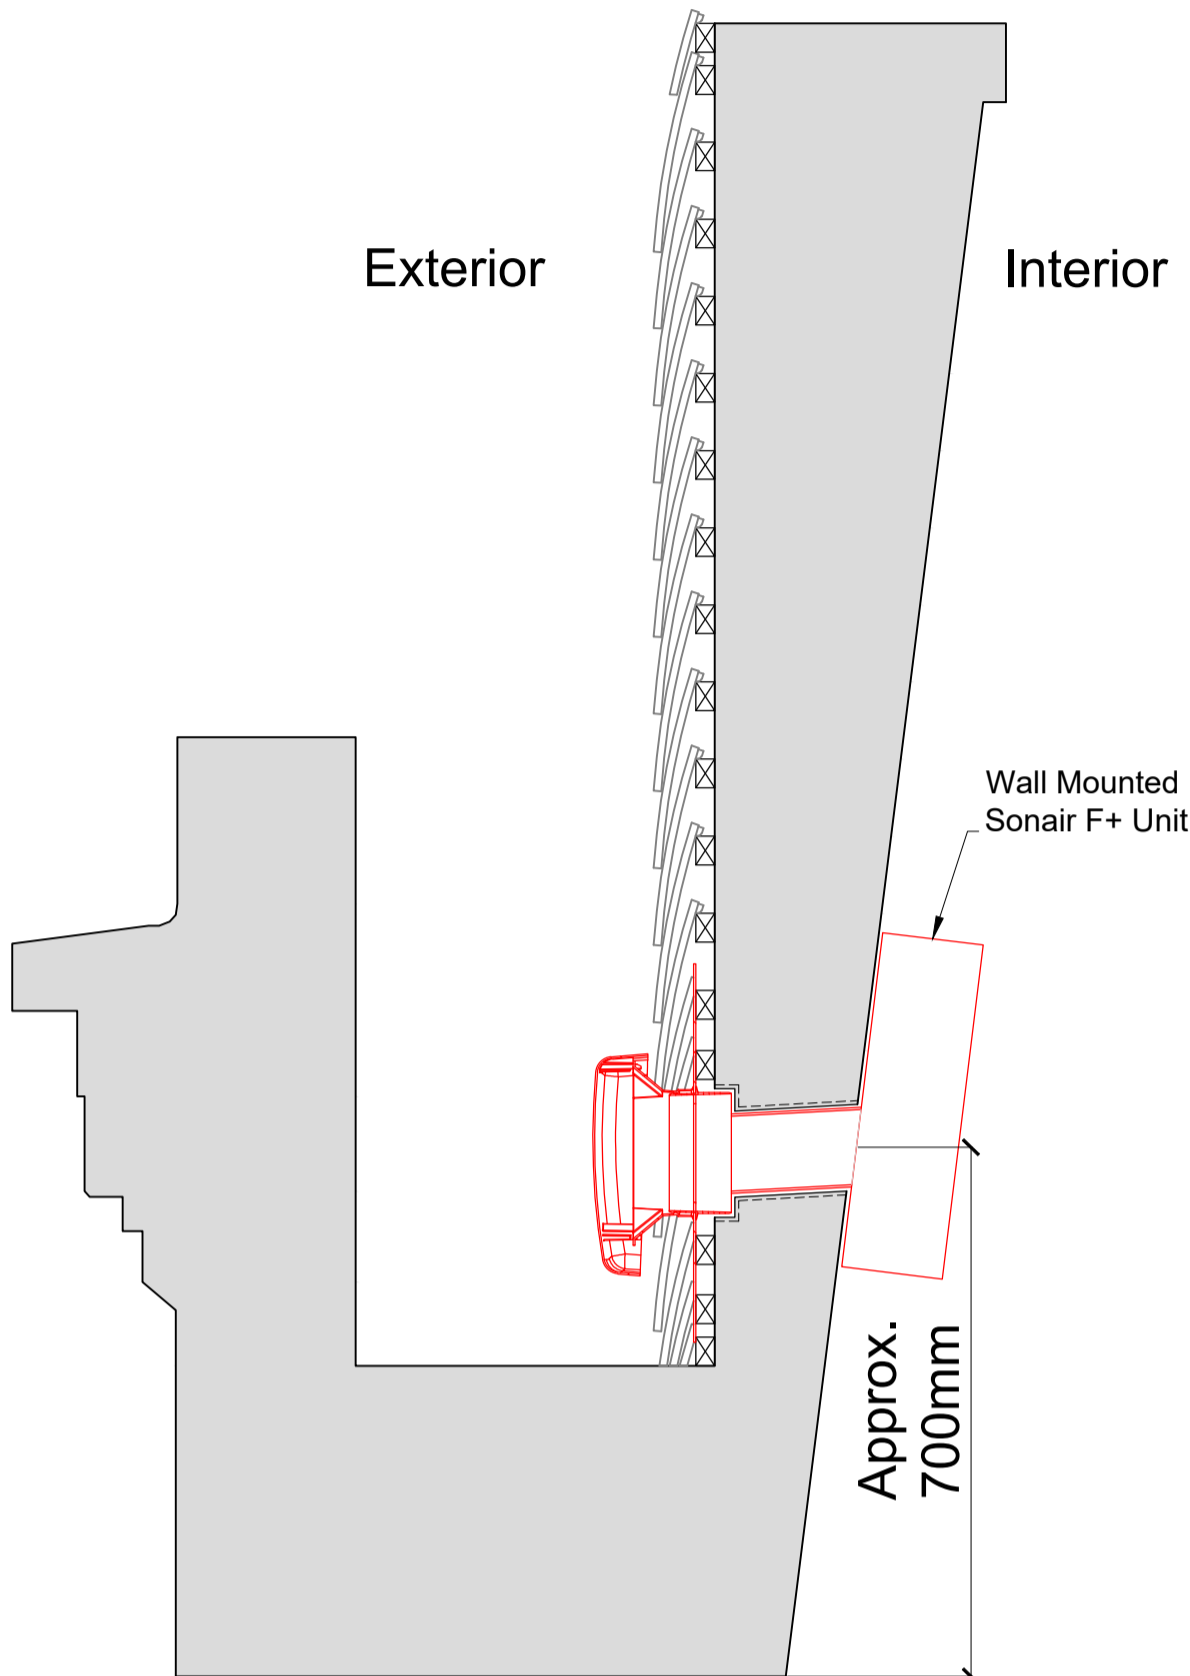 Exterior
Interior
Wall Mounted
Sonair F+ Unit
Approx.
700mm